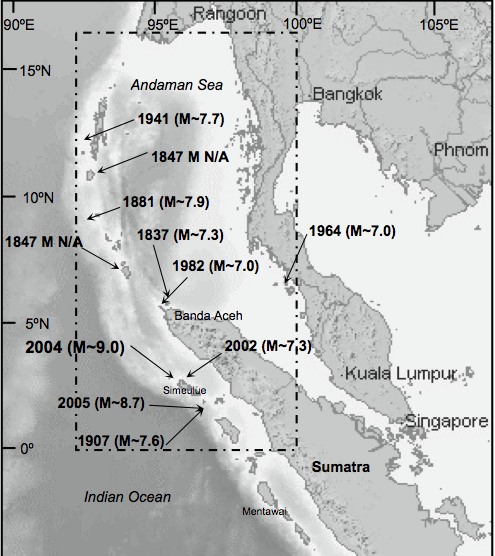 90ºE
95ºE
100ºE
105ºE
Rangoon
15ºN
Andaman Sea
Bangkok
1941 (M~7.7)
Phnom
1847 M N/A
10ºN
1881 (M~7.9)
1964 (M~7.0)
1837 (M~7.3)
1847 M N/A
1982 (M~7.0)
5ºN
Banda Aceh
2004 (M~9.0)
2002 (M~7.3)
Kuala Lumpur
Simeulue
2005 (M~8.7)
Singapore
1907 (M~7.6)
0º
Sumatra
Indian Ocean
Mentawai